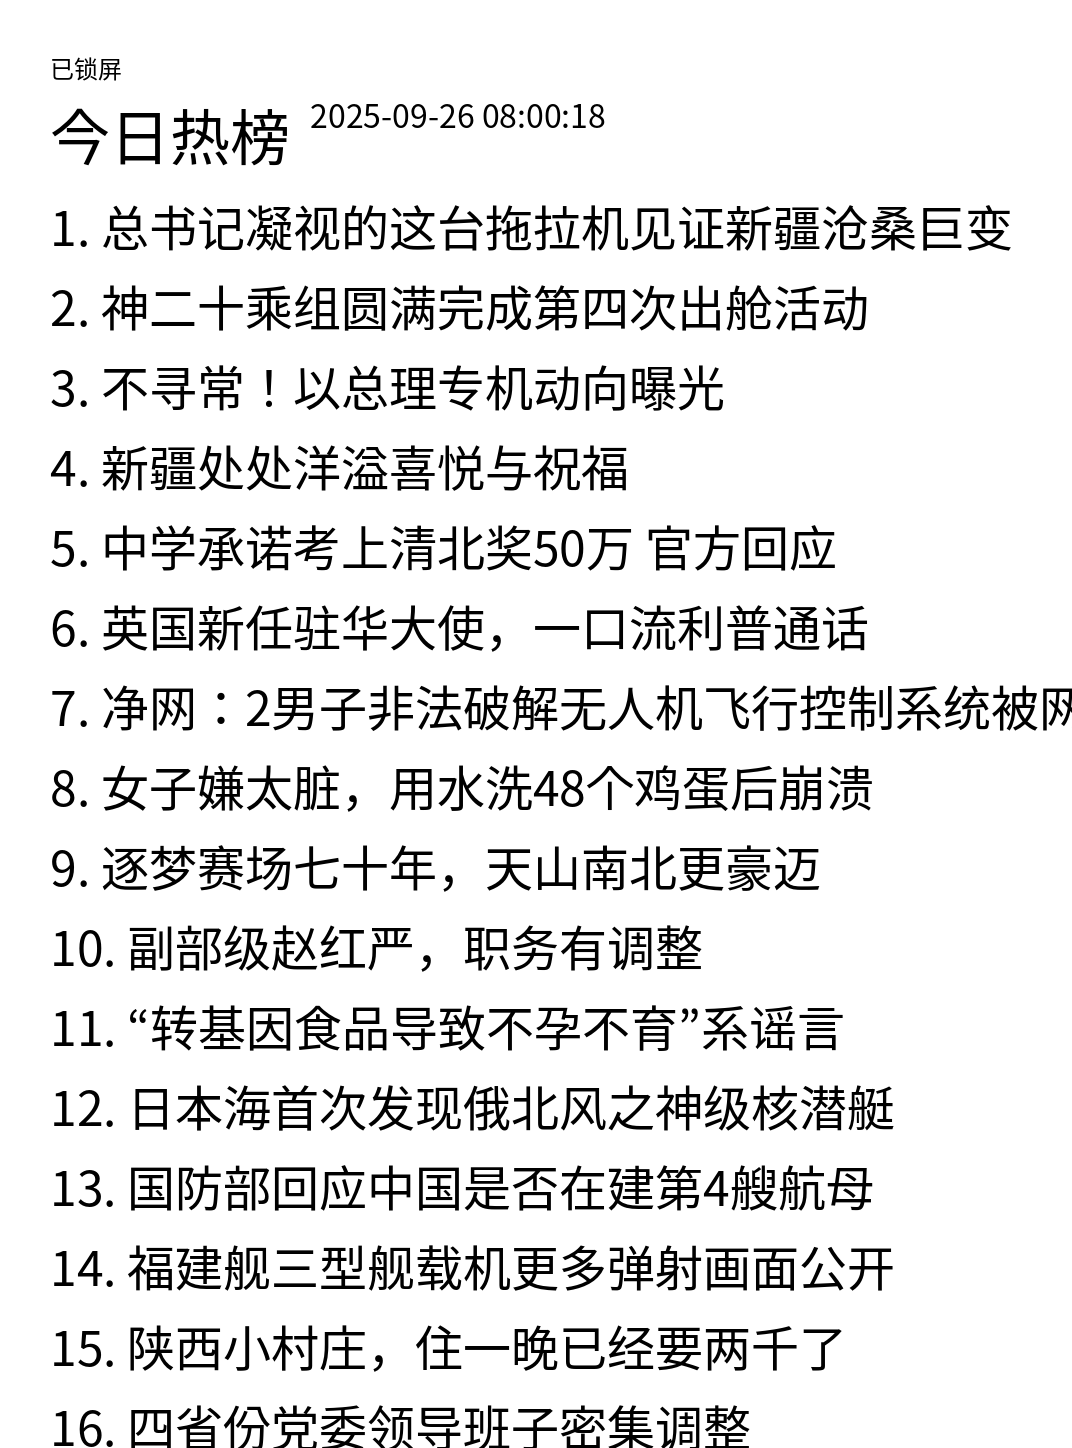 已锁屏
今日热榜 2025-09-26 08:00:18
1. 总书记凝视的这台拖拉机见证新疆沧桑巨变
2. 神二十乘组圆满完成第四次出舱活动
3. 不寻常！以总理专机动向曝光
4. 新疆处处洋溢喜悦与祝福
5. 中学承诺考上清北奖50万 官方回应
6. 英国新任驻华大使，一口流利普通话
7. 净网：2男子非法破解无人机飞行控制系统被网
8. 女子嫌太脏，用水洗48个鸡蛋后崩溃
9. 逐梦赛场七十年，天山南北更豪迈
10. 副部级赵红严，职务有调整
11. “转基因食品导致不孕不育”系谣言
12. 日本海首次发现俄北风之神级核潜艇
13. 国防部回应中国是否在建第4艘航母
14. 福建舰三型舰载机更多弹射画面公开
15. 陕西小村庄，住一晚已经要两千了
16. 四省份党委领导班子密集调整